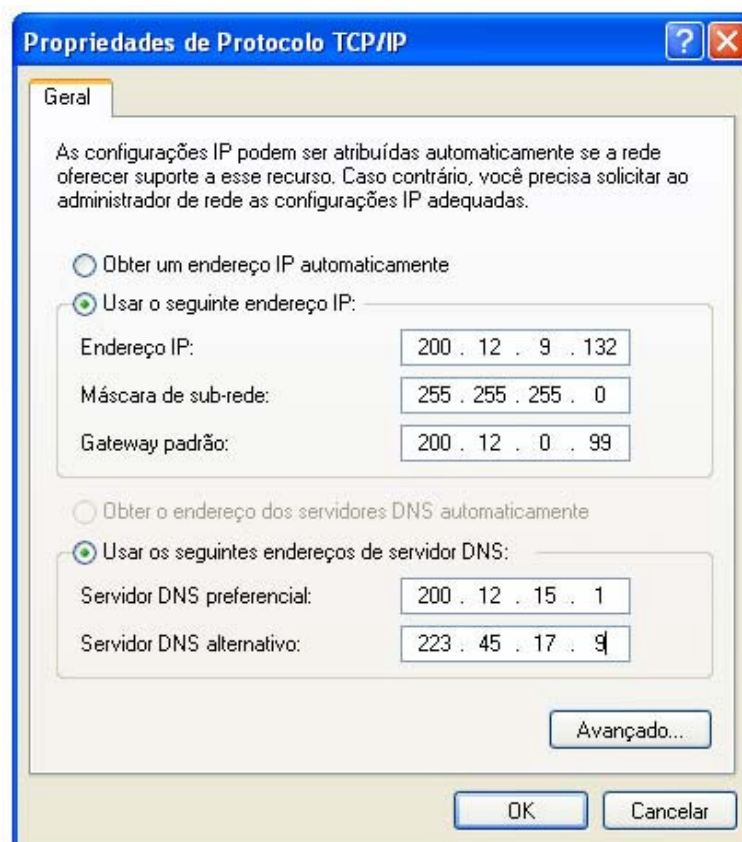 Propriedades de Protocolo TCP/IP
Geral
As configurações IP podem ser atribuídas automaticamente se a rede
oferecer suporte a esse recurso. Caso contrário, você precisa solicitar ao
administrador de rede as configurações IP adequadas.
Obter um endereço IP automaticamente
Usar o seguinte endereço IP:
Endereço IP: 200 . 12 . 9 . 132
Máscara de sub-rede: 255 . 255 . 255 . 0
Gateway padrão: 200 . 12 . 0 . 99
Obter o endereço dos servidores DNS automaticamente
Usar os seguintes endereços de servidor DNS:
Servidor DNS preferencial: 200 . 12 . 15 . 1
Servidor DNS alternativo: 223 . 45 . 17 . 9
Avançado...
OK Cancelar